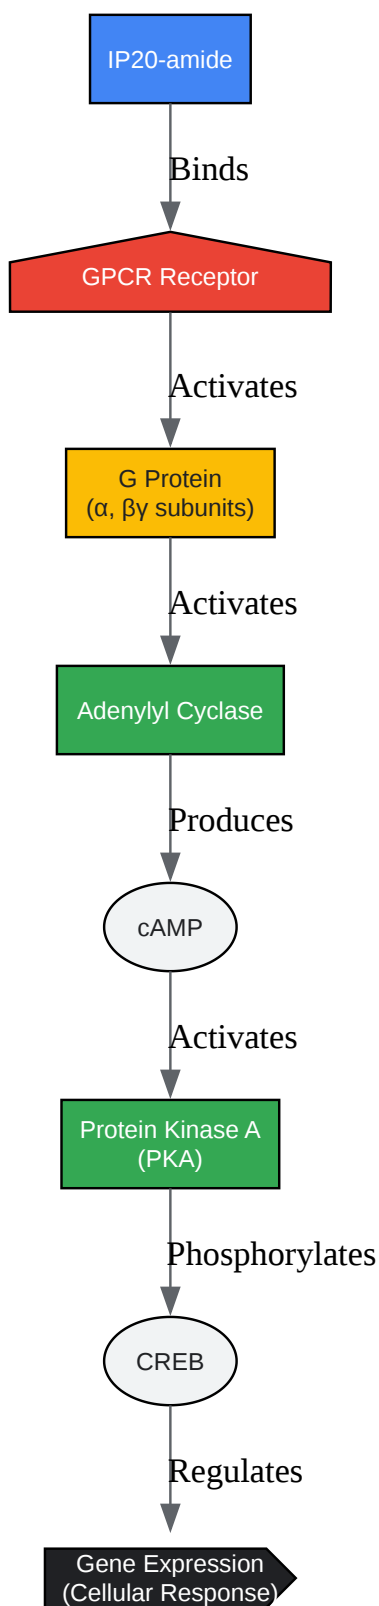 IP20-amide
Binds
GPCR Receptor
Activates
G Protein
(α, βγ subunits)
Activates
Adenylyl Cyclase
Produces
cAMP
Activates
Protein Kinase A
(PKA)
Phosphorylates
CREB
Regulates
Gene Expression
(Cellular Response)